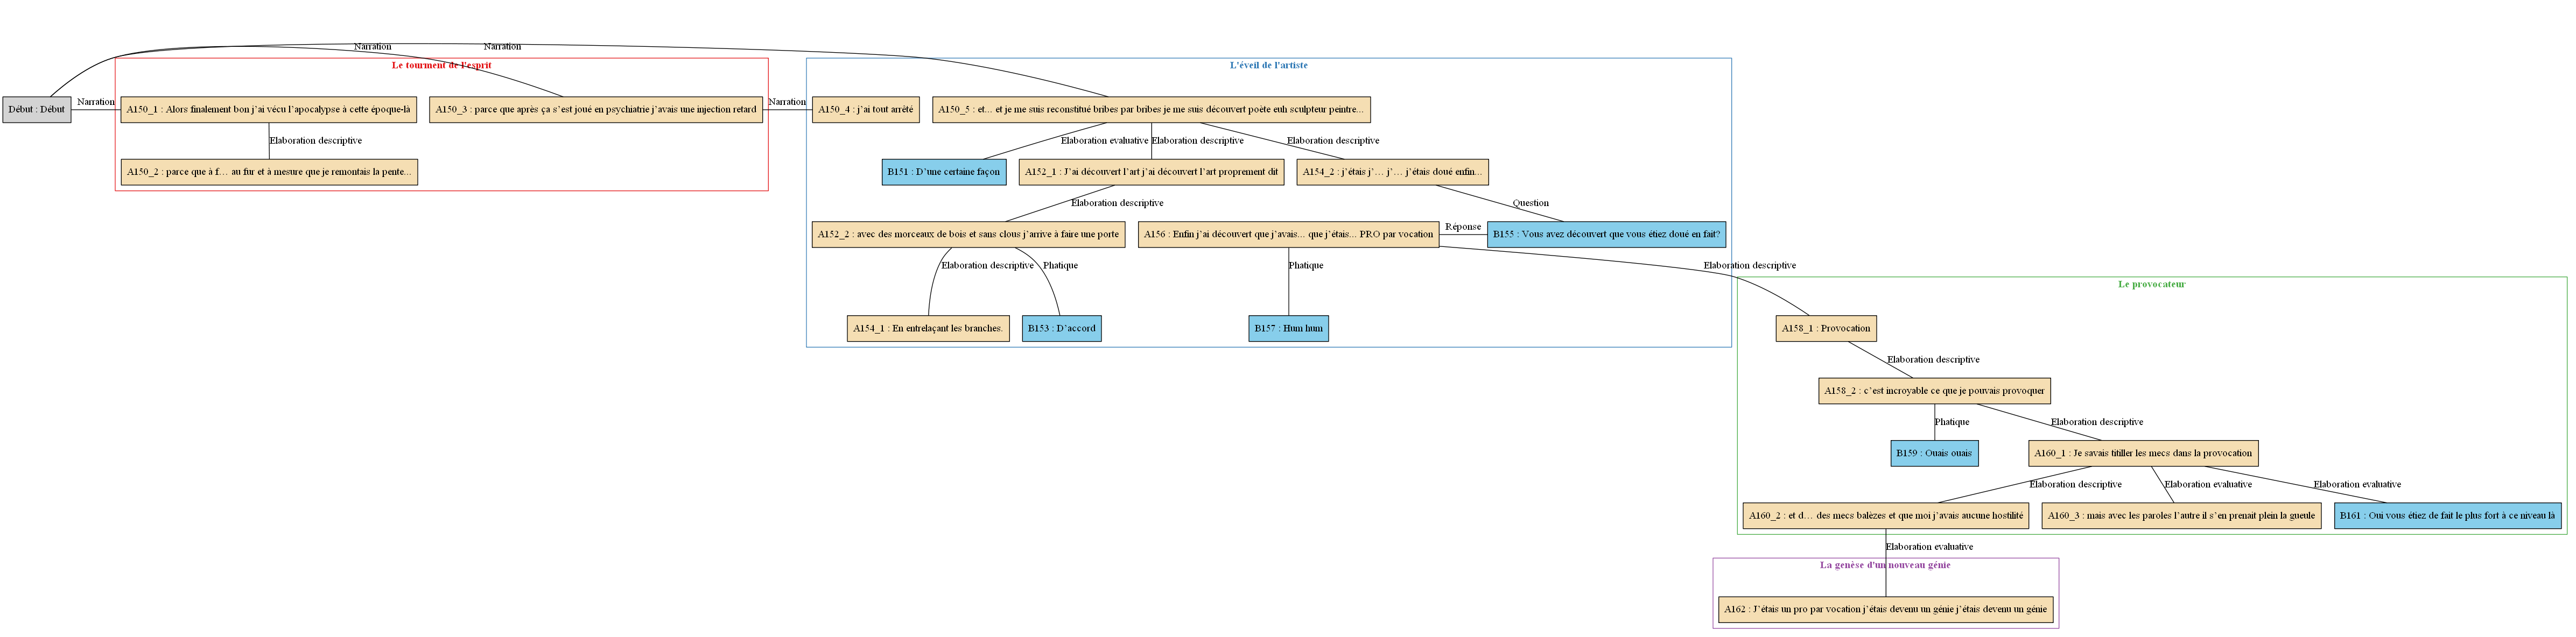 Narration
Narration
Le tourment de l'esprit
L'éveil de l'artiste
Début : Début
Narration
A150_1 : Alors finalement bon j’ai vécu l’apocalypse à cette époque-là
A150_3 : parce que après ça s’est joué en psychiatrie j’avais une injection retard
Narration
A150_4 : j’ai tout arrêté
A150_5 : et... et je me suis reconstitué bribes par bribes je me suis découvert poète euh sculpteur peintre...
Elaboration descriptive
Elaboration evaluative
Elaboration descriptive
Elaboration descriptive
A150_2 : parce que à f… au fur et à mesure que je remontais la pente...
B151 : D’une certaine façon
A152_1 : J’ai découvert l’art j’ai découvert l’art proprement dit
A154_2 : j’étais j’… j’… j’étais doué enfin...
Elaboration descriptive
Question
A152_2 : avec des morceaux de bois et sans clous j’arrive à faire une porte
A156 : Enfin j’ai découvert que j’avais... que j’étais... PRO par vocation
Réponse
B155 : Vous avez découvert que vous étiez doué en fait?
Elaboration descriptive
Phatique
Phatique
Elaboration descriptive
Le provocateur
A154_1 : En entrelaçant les branches.
B153 : D’accord
B157 : Hum hum
A158_1 : Provocation
Elaboration descriptive
A158_2 : c’est incroyable ce que je pouvais provoquer
Phatique
Elaboration descriptive
B159 : Ouais ouais
A160_1 : Je savais titiller les mecs dans la provocation
Elaboration descriptive
Elaboration evaluative
Elaboration evaluative
A160_2 : et d… des mecs balèzes et que moi j’avais aucune hostilité
A160_3 : mais avec les paroles l’autre il s’en prenait plein la gueule
B161 : Oui vous étiez de fait le plus fort à ce niveau là
Elaboration evaluative
La genèse d'un nouveau génie
A162 : J’étais un pro par vocation j’étais devenu un génie j’étais devenu un génie